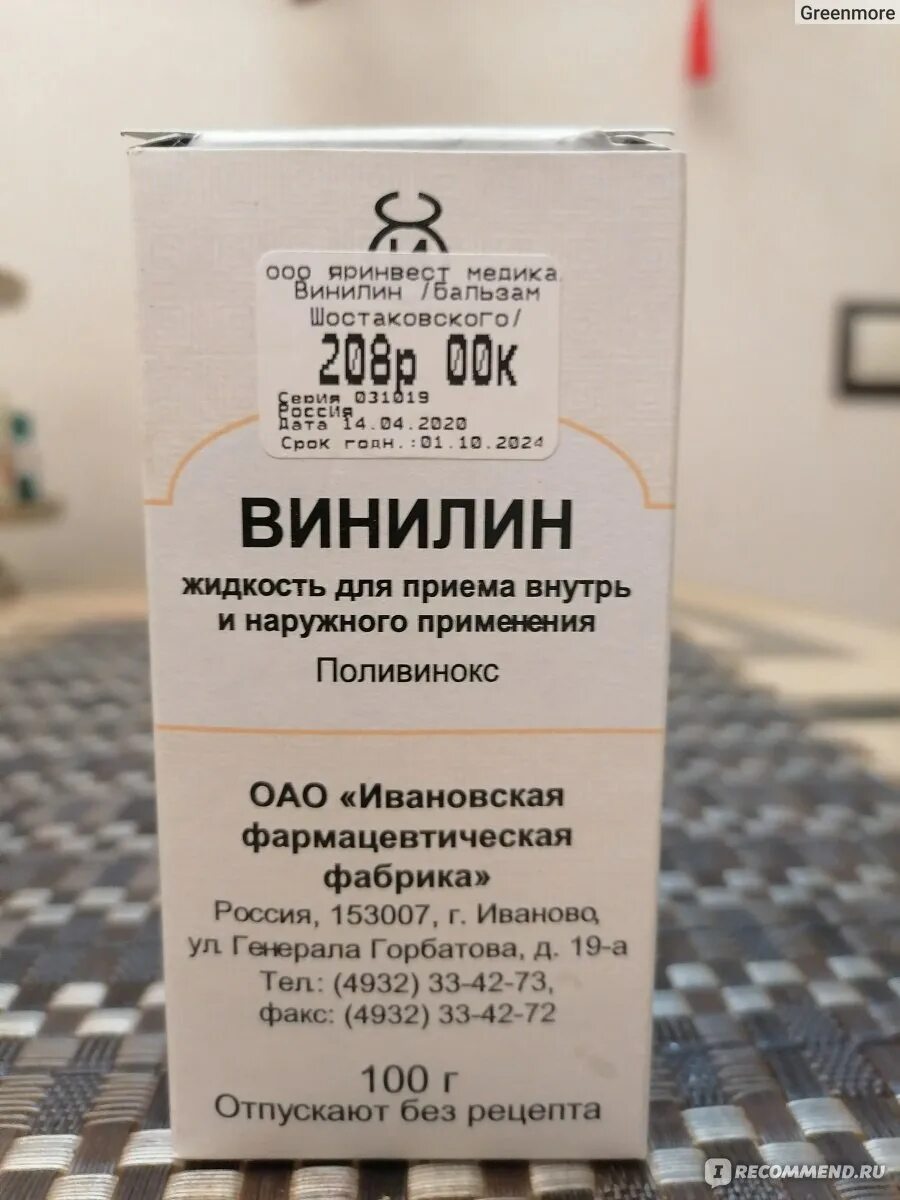 Greenmore
ооо яринвест медика
Винилин /бальзам
Шостаковского/
208р 00к
Серия 031019
Россия
Дата 14.04.2020
Срок годн.:01.10.2024
ВИНИЛИН
жидкость для приема внутрь
и наружного применения
Поливинокс
ОАО «Ивановская
фармацевтическая
фабрика»
Россия, 153007, г. Иваново,
ул. Генерала Горбатова, д. 19-а
Тел.: (4932) 33-42-73,
факс: (4932) 33-42-72
100 г
Отпускают без рецепта
IRECOMMEND.RU